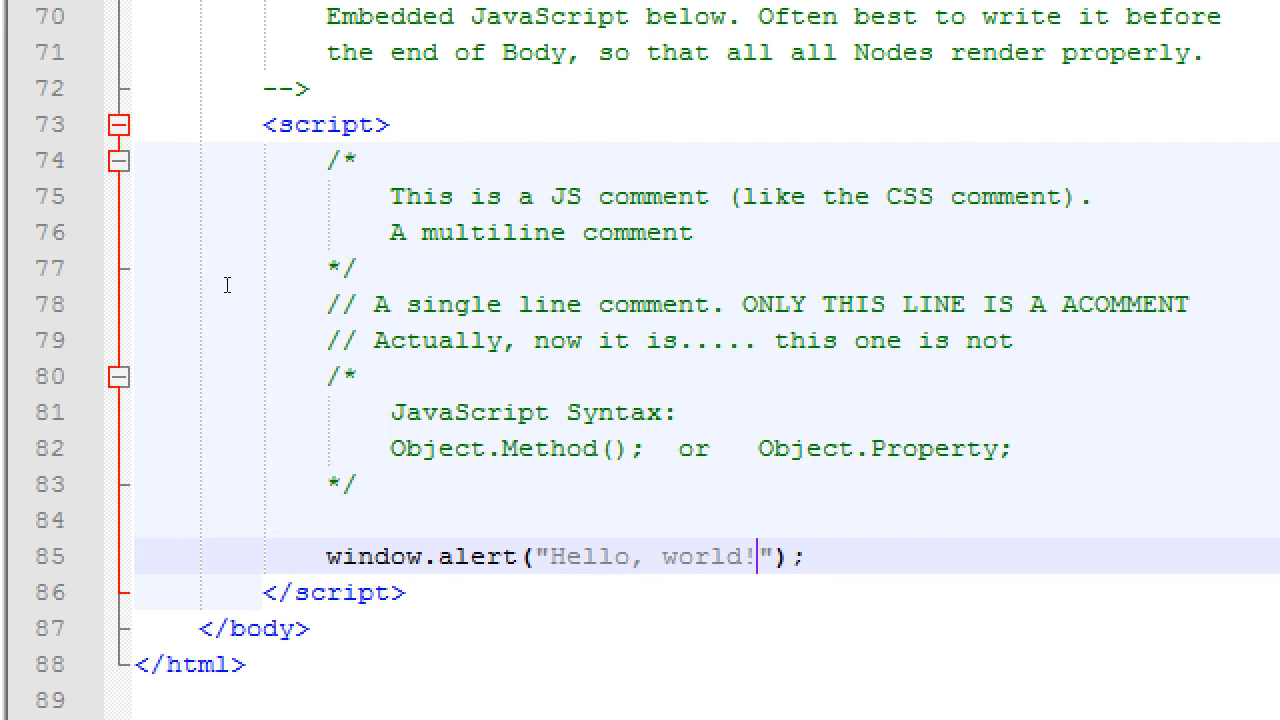 70 Embedded JavaScript below. Often best to write it before
71 the end of Body, so that all all Nodes render properly.
72 -->
73 <script>
74 /*
75 This is a JS comment (like the CSS comment).
76 A multiline comment
77 */
78 // A single line comment. ONLY THIS LINE IS A ACOMMENT
79 // Actually, now it is..... this one is not
80 /*
81 JavaScript Syntax:
82 Object.Method();  or   Object.Property;
83 */
84
85 window.alert("Hello, world!");
86 </script>
87 </body>
88 </html>
89